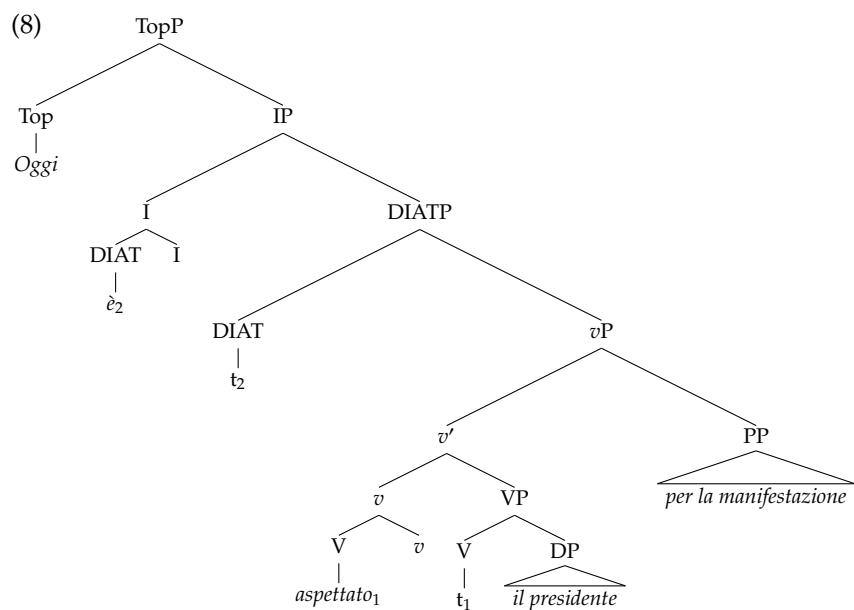 (8) TopP
Top IP
Oggi
I DIATP
DIAT I
è₂
DIAT vP
t₂
v′ PP
per la manifestazione
v VP
V v V DP
aspettato₁ t₁ il presidente